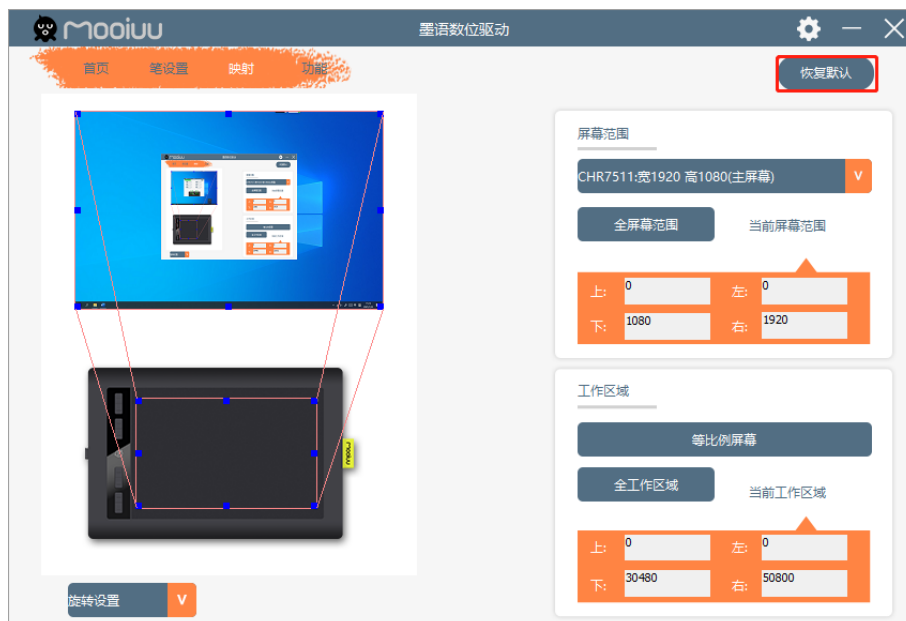 Mooiuu
墨语数位驱动
首页 笔设置 映射 功能
恢复默认
屏幕范围
CHR7511:宽1920 高1080(主屏幕) V
全屏幕范围 当前屏幕范围
上: 0 左: 0
下: 1080 右: 1920
mooiuu
工作区域
等比例屏幕
全工作区域 当前工作区域
上: 0 左: 0
下: 30480 右: 50800
旋转设置 V